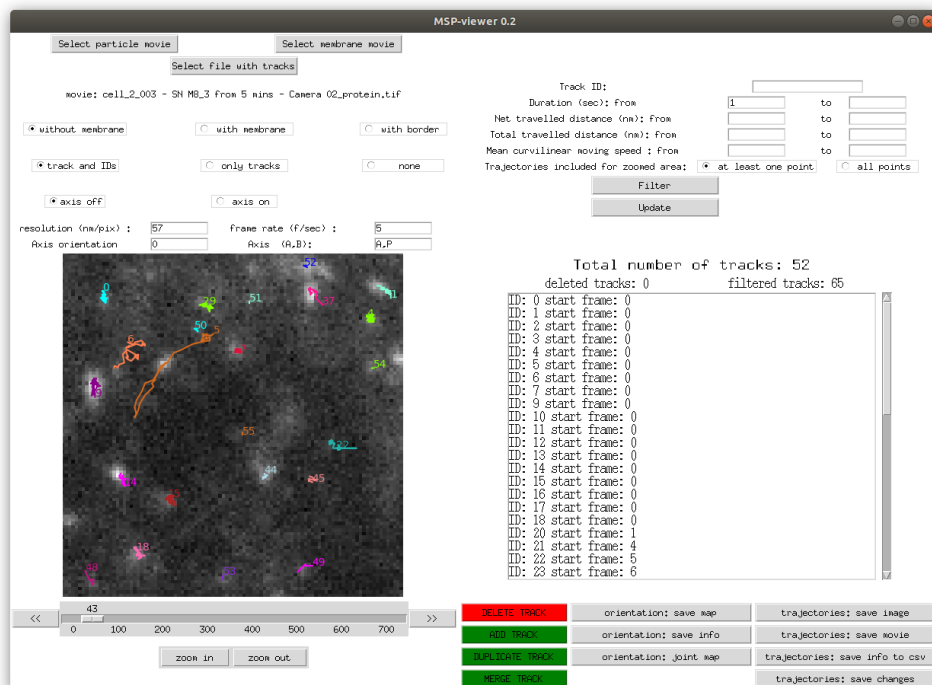 MSP-viewer 0.2
Select particle movie
Select membrane movie
Select file with tracks
movie: cell_2_003 - SN MB_3 from 5 mins - Camera 02_protein.tif
without membrane
with membrane
with border
track and IDs
only tracks
none
axis off
axis on
resolution (nm/pix) : 57
frame rate (f/sec) : 5
Axis orientation 0
Axis (A,B): A,P
52
0
29
51
37
1
4
50
5
6
54
55
22
44
45
14
18
48
49
43
<<
>>
0 100 200 300 400 500 600 700
zoom in
zoom out
Track ID:
Duration (sec): from 1 to
Net travelled distance (nm): from to
Total travelled distance (nm): from to
Mean curvilinear moving speed : from to
Trajectories included for zoomed area: at least one point all points
Filter
Update
Total number of tracks: 52
deleted tracks: 0 filtered tracks: 65
ID: 0 start frame: 0
ID: 1 start frame: 0
ID: 2 start frame: 0
ID: 3 start frame: 0
ID: 4 start frame: 0
ID: 5 start frame: 0
ID: 6 start frame: 0
ID: 7 start frame: 0
ID: 9 start frame: 0
ID: 10 start frame: 0
ID: 11 start frame: 0
ID: 12 start frame: 0
ID: 13 start frame: 0
ID: 14 start frame: 0
ID: 15 start frame: 0
ID: 16 start frame: 0
ID: 17 start frame: 0
ID: 18 start frame: 0
ID: 20 start frame: 1
ID: 21 start frame: 4
ID: 22 start frame: 5
ID: 23 start frame: 6
DELETE TRACK
orientation: save map
trajectories: save image
ADD TRACK
orientation: save info
trajectories: save movie
DUPLICATE TRACK
orientation: joint map
trajectories: save info to csv
MERGE TRACK
trajectories: save changes